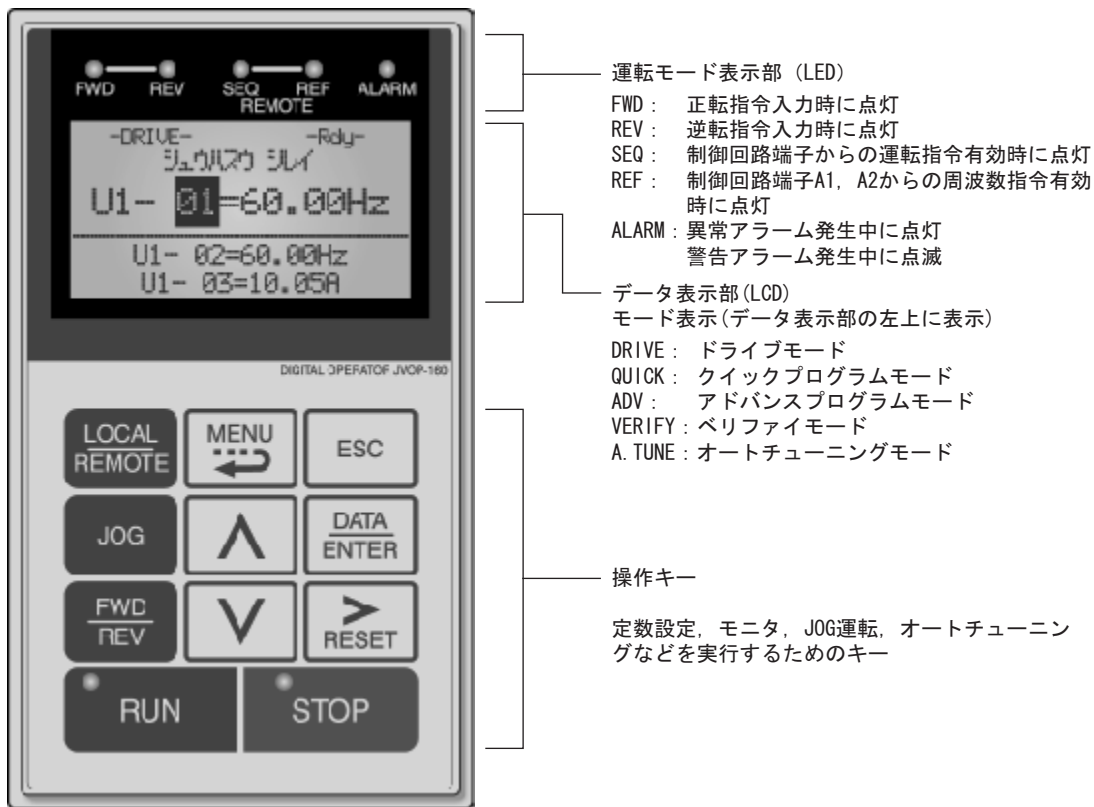 FWD REV SEQ REF ALARM
REMOTE
-DRIVE- -Rdy-
シュウハスウ シレイ
U1- 01=60.00Hz
U1- 02=60.00Hz
U1- 03=10.05A
DIGITAL OPERATOR JVOP-160
LOCAL
REMOTE
MENU
ESC
JOG
DATA
ENTER
FWD
REV
RESET
RUN
STOP
運転モード表示部 (LED)
FWD: 正転指令入力時に点灯
REV: 逆転指令入力時に点灯
SEQ: 制御回路端子からの運転指令有効時に点灯
REF: 制御回路端子A1, A2からの周波数指令有効
時に点灯
ALARM:異常アラーム発生中に点灯
警告アラーム発生中に点滅
データ表示部(LCD)
モード表示(データ表示部の左上に表示)
DRIVE: ドライブモード
QUICK: クイックプログラムモード
ADV: アドバンスプログラムモード
VERIFY:ベリファイモード
A.TUNE:オートチューニングモード
操作キー
定数設定, モニタ, JOG運転, オートチューニン
グなどを実行するためのキー